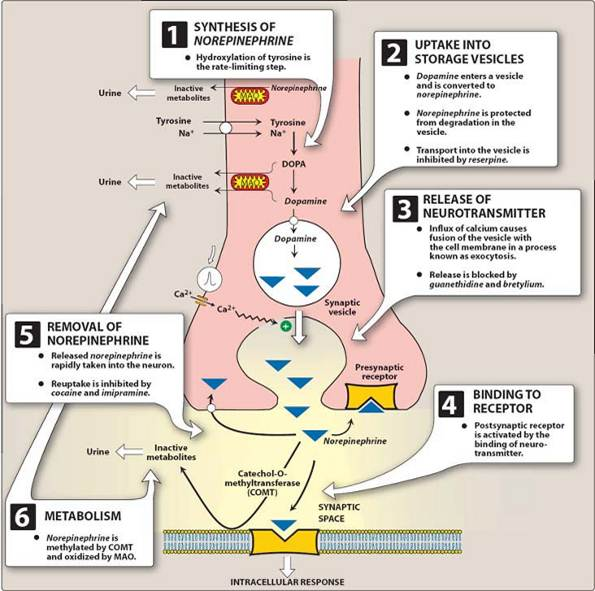 1 SYNTHESIS OF
NOREPINEPHRINE
• Hydroxylation of tyrosine is
the rate-limiting step.
2 UPTAKE INTO
STORAGE VESICLES
• Dopamine enters a vesicle
and is converted to
norepinephrine.
• Norepinephrine is protected
from degradation in the
vesicle.
• Transport into the vesicle is
inhibited by reserpine.
Urine
Inactive
metabolites
MAO
Norepinephrine
Tyrosine
Na+
Tyrosine
Na+
DOPA
Urine
Inactive
metabolites
MAO
Dopamine
Dopamine
3 RELEASE OF
NEUROTRANSMITTER
• Influx of calcium causes
fusion of the vesicle with
the cell membrane in a process
known as exocytosis.
• Release is blocked by
guanethidine and bretylium.
Ca2+
Ca2+
+
Synaptic
vesicle
5 REMOVAL OF
NOREPINEPHRINE
• Released norepinephrine is
rapidly taken into the neuron.
• Reuptake is inhibited by
cocaine and imipramine.
Presynaptic
receptor
4 BINDING TO
RECEPTOR
• Postsynaptic receptor
is activated by the
binding of neuro-
transmitter.
Norepinephrine
Urine
Inactive
metabolites
Catechol-O-
methyltransferase
(COMT)
SYNAPTIC
SPACE
6 METABOLISM
• Norepinephrine is
methylated by COMT
and oxidized by MAO.
INTRACELLULAR RESPONSE